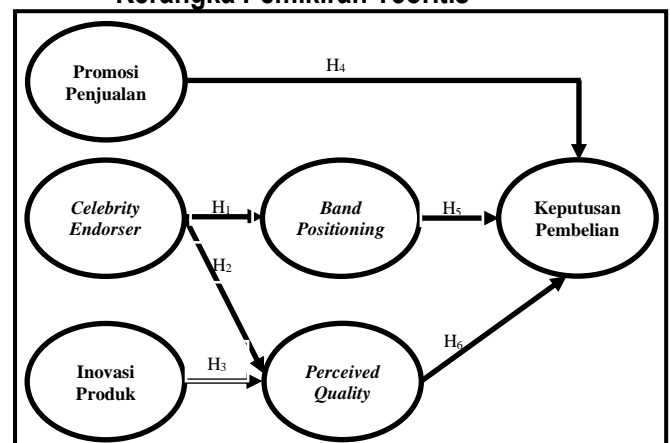 Kerangka Pemikiran Teoritis
H4
Promosi
Penjualan
Celebrity
Endorser
H1
Band
Positioning
H5
Keputusan
Pembelian
H2
H6
Inovasi
Produk
H3
Perceived
Quality